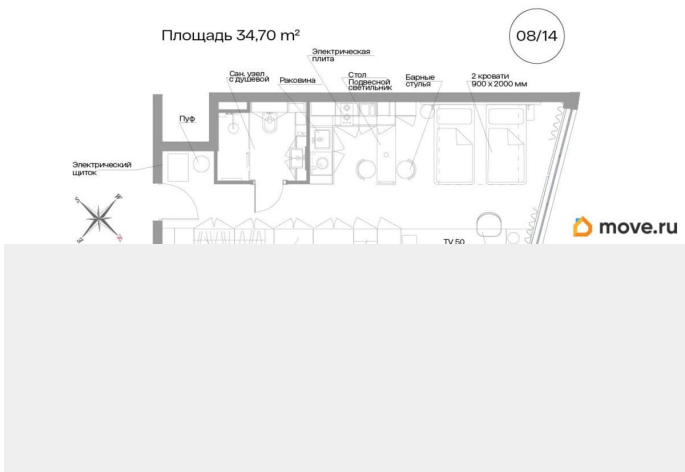 Площадь 34,70 m²
08/14
Электрическая
плита
Сан. узел
с душевой
Раковина
Стол
Подвесной
светильник
Барные
стулья
2 кровати
900 x 2000 мм
Пуф
Электрический
щиток
move.ru
TV 50